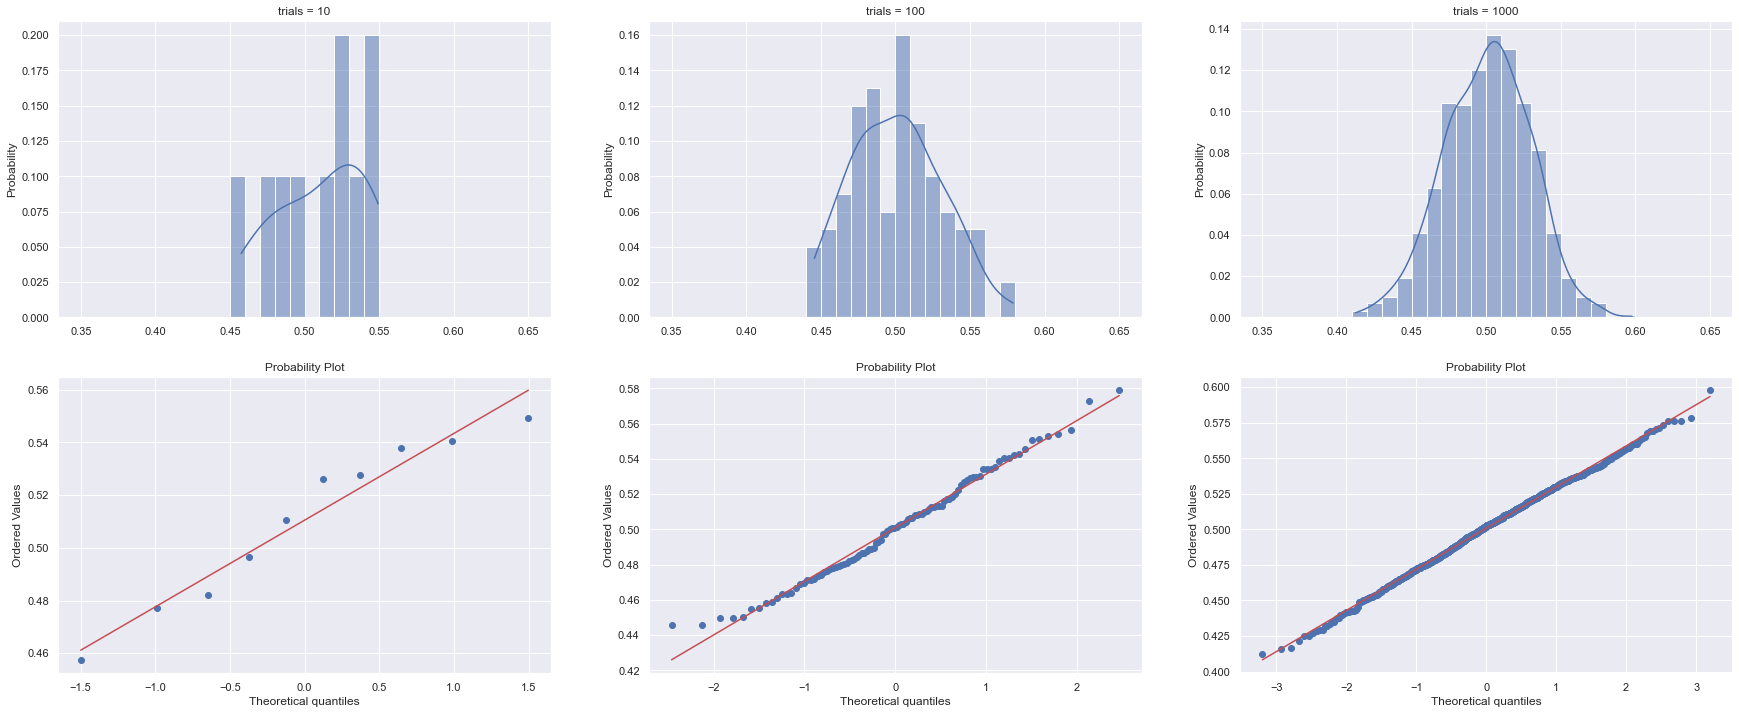 trials = 10
trials = 100
trials = 1000
0.200
0.175
0.150
0.125
0.100
0.075
0.050
0.025
0.000
Probability
0.35 0.40 0.45 0.50 0.55 0.60 0.65
0.16
0.14
0.12
0.10
0.08
0.06
0.04
0.02
0.00
Probability
0.35 0.40 0.45 0.50 0.55 0.60 0.65
0.14
0.12
0.10
0.08
0.06
0.04
0.02
0.00
Probability
0.35 0.40 0.45 0.50 0.55 0.60 0.65
Probability Plot
0.56
0.54
0.52
0.50
0.48
0.46
Ordered Values
−1.5 −1.0 −0.5 0.0 0.5 1.0 1.5
Theoretical quantiles
Probability Plot
0.58
0.56
0.54
0.52
0.50
0.48
0.46
0.44
0.42
Ordered Values
−2 −1 0 1 2
Theoretical quantiles
Probability Plot
0.600
0.575
0.550
0.525
0.500
0.475
0.450
0.425
0.400
Ordered Values
−3 −2 −1 0 1 2 3
Theoretical quantiles